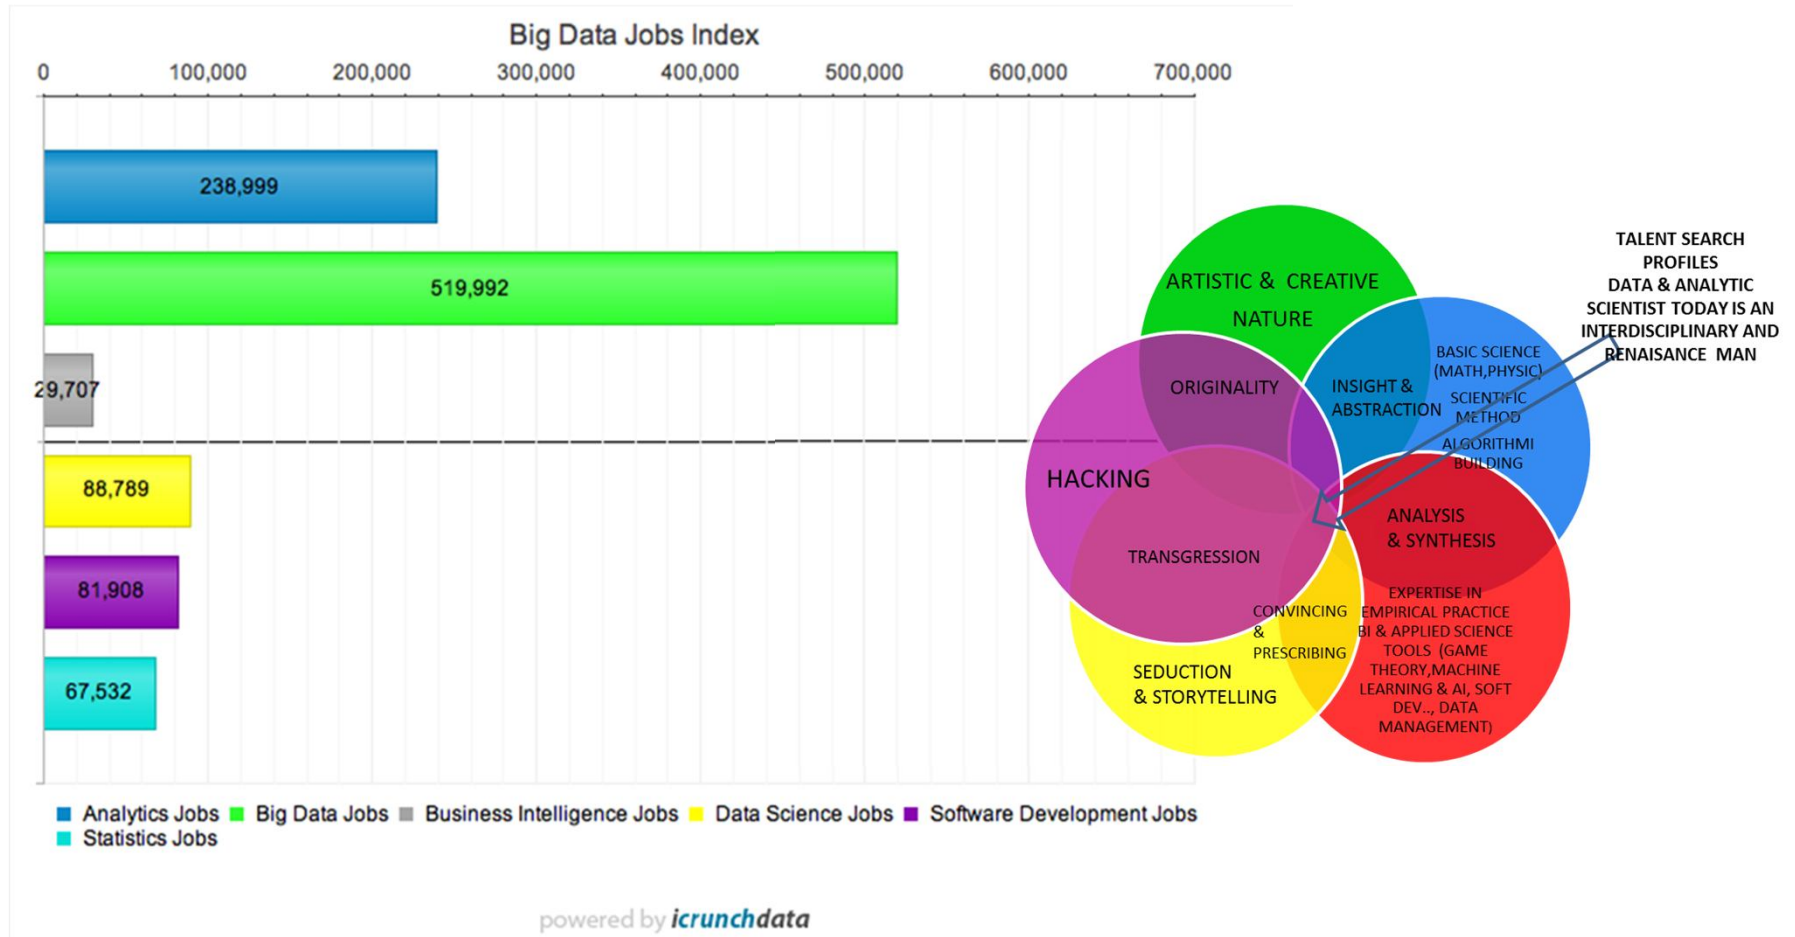 Big Data Jobs Index
0 100,000 200,000 300,000 400,000 500,000 600,000 700,000
238,999
519,992
29,707
88,789
81,908
67,532
Analytics Jobs Big Data Jobs Business Intelligence Jobs Data Science Jobs Software Development Jobs
Statistics Jobs
powered by icrunchdata
ARTISTIC & CREATIVE
NATURE
ORIGINALITY
INSIGHT &
ABSTRACTION
BASIC SCIENCE
(MATH,PHYSIC)
SCIENTIFIC
METHOD
ALGORITHMI
BUILDING
HACKING
TRANSGRESSION
ANALYSIS
& SYNTHESIS
CONVINCING
&
PRESCRIBING
SEDUCTION
& STORYTELLING
EXPERTISE IN
EMPIRICAL PRACTICE
BI & APPLIED SCIENCE
TOOLS (GAME
THEORY,MACHINE
LEARNING & AI, SOFT
DEV.., DATA
MANAGEMENT)
TALENT SEARCH
PROFILES
DATA & ANALYTIC
SCIENTIST TODAY IS AN
INTERDISCIPLINARY AND
RENAISANCE MAN